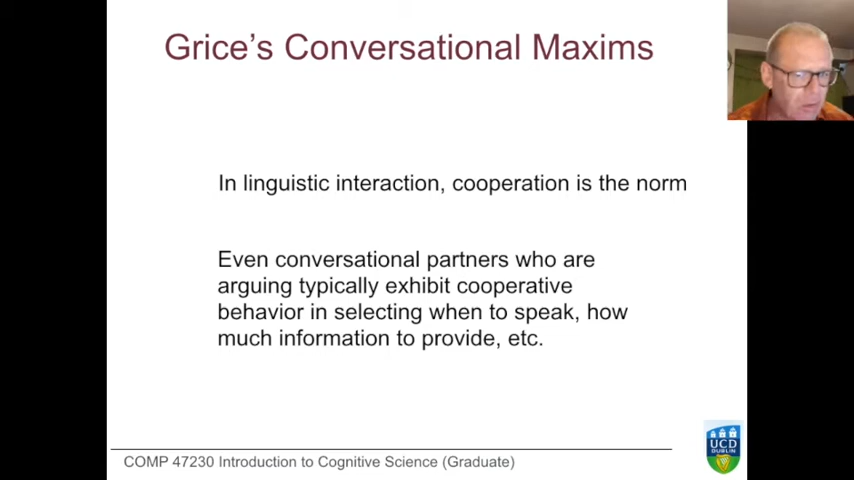 Grice's Conversational Maxims
In linguistic interaction, cooperation is the norm
Even conversational partners who are
arguing typically exhibit cooperative
behavior in selecting when to speak, how
much information to provide, etc.
COMP 47230 Introduction to Cognitive Science (Graduate)
UCD
DUBLIN